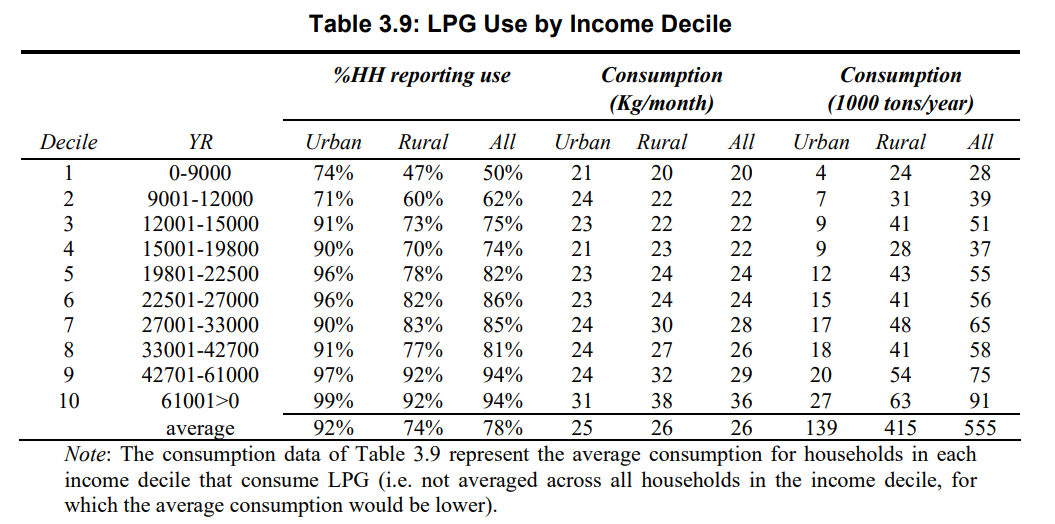 Table 3.9: LPG Use by Income Decile
%HH reporting use Consumption (Kg/month) Consumption (1000 tons/year)
Decile YR Urban Rural All Urban Rural All Urban Rural All
1 0-9000 74% 47% 50% 21 20 20 4 24 28
2 9001-12000 71% 60% 62% 24 22 22 7 31 39
3 12001-15000 91% 73% 75% 23 22 22 9 41 51
4 15001-19800 90% 70% 74% 21 23 22 9 28 37
5 19801-22500 96% 78% 82% 23 24 24 12 43 55
6 22501-27000 96% 82% 86% 23 24 24 15 41 56
7 27001-33000 90% 83% 85% 24 30 28 17 48 65
8 33001-42700 91% 77% 81% 24 27 26 18 41 58
9 42701-61000 97% 92% 94% 24 32 29 20 54 75
10 61001>0 99% 92% 94% 31 38 36 27 63 91
average 92% 74% 78% 25 26 26 139 415 555
Note: The consumption data of Table 3.9 represent the average consumption for households in each
income decile that consume LPG (i.e. not averaged across all households in the income decile, for
which the average consumption would be lower).